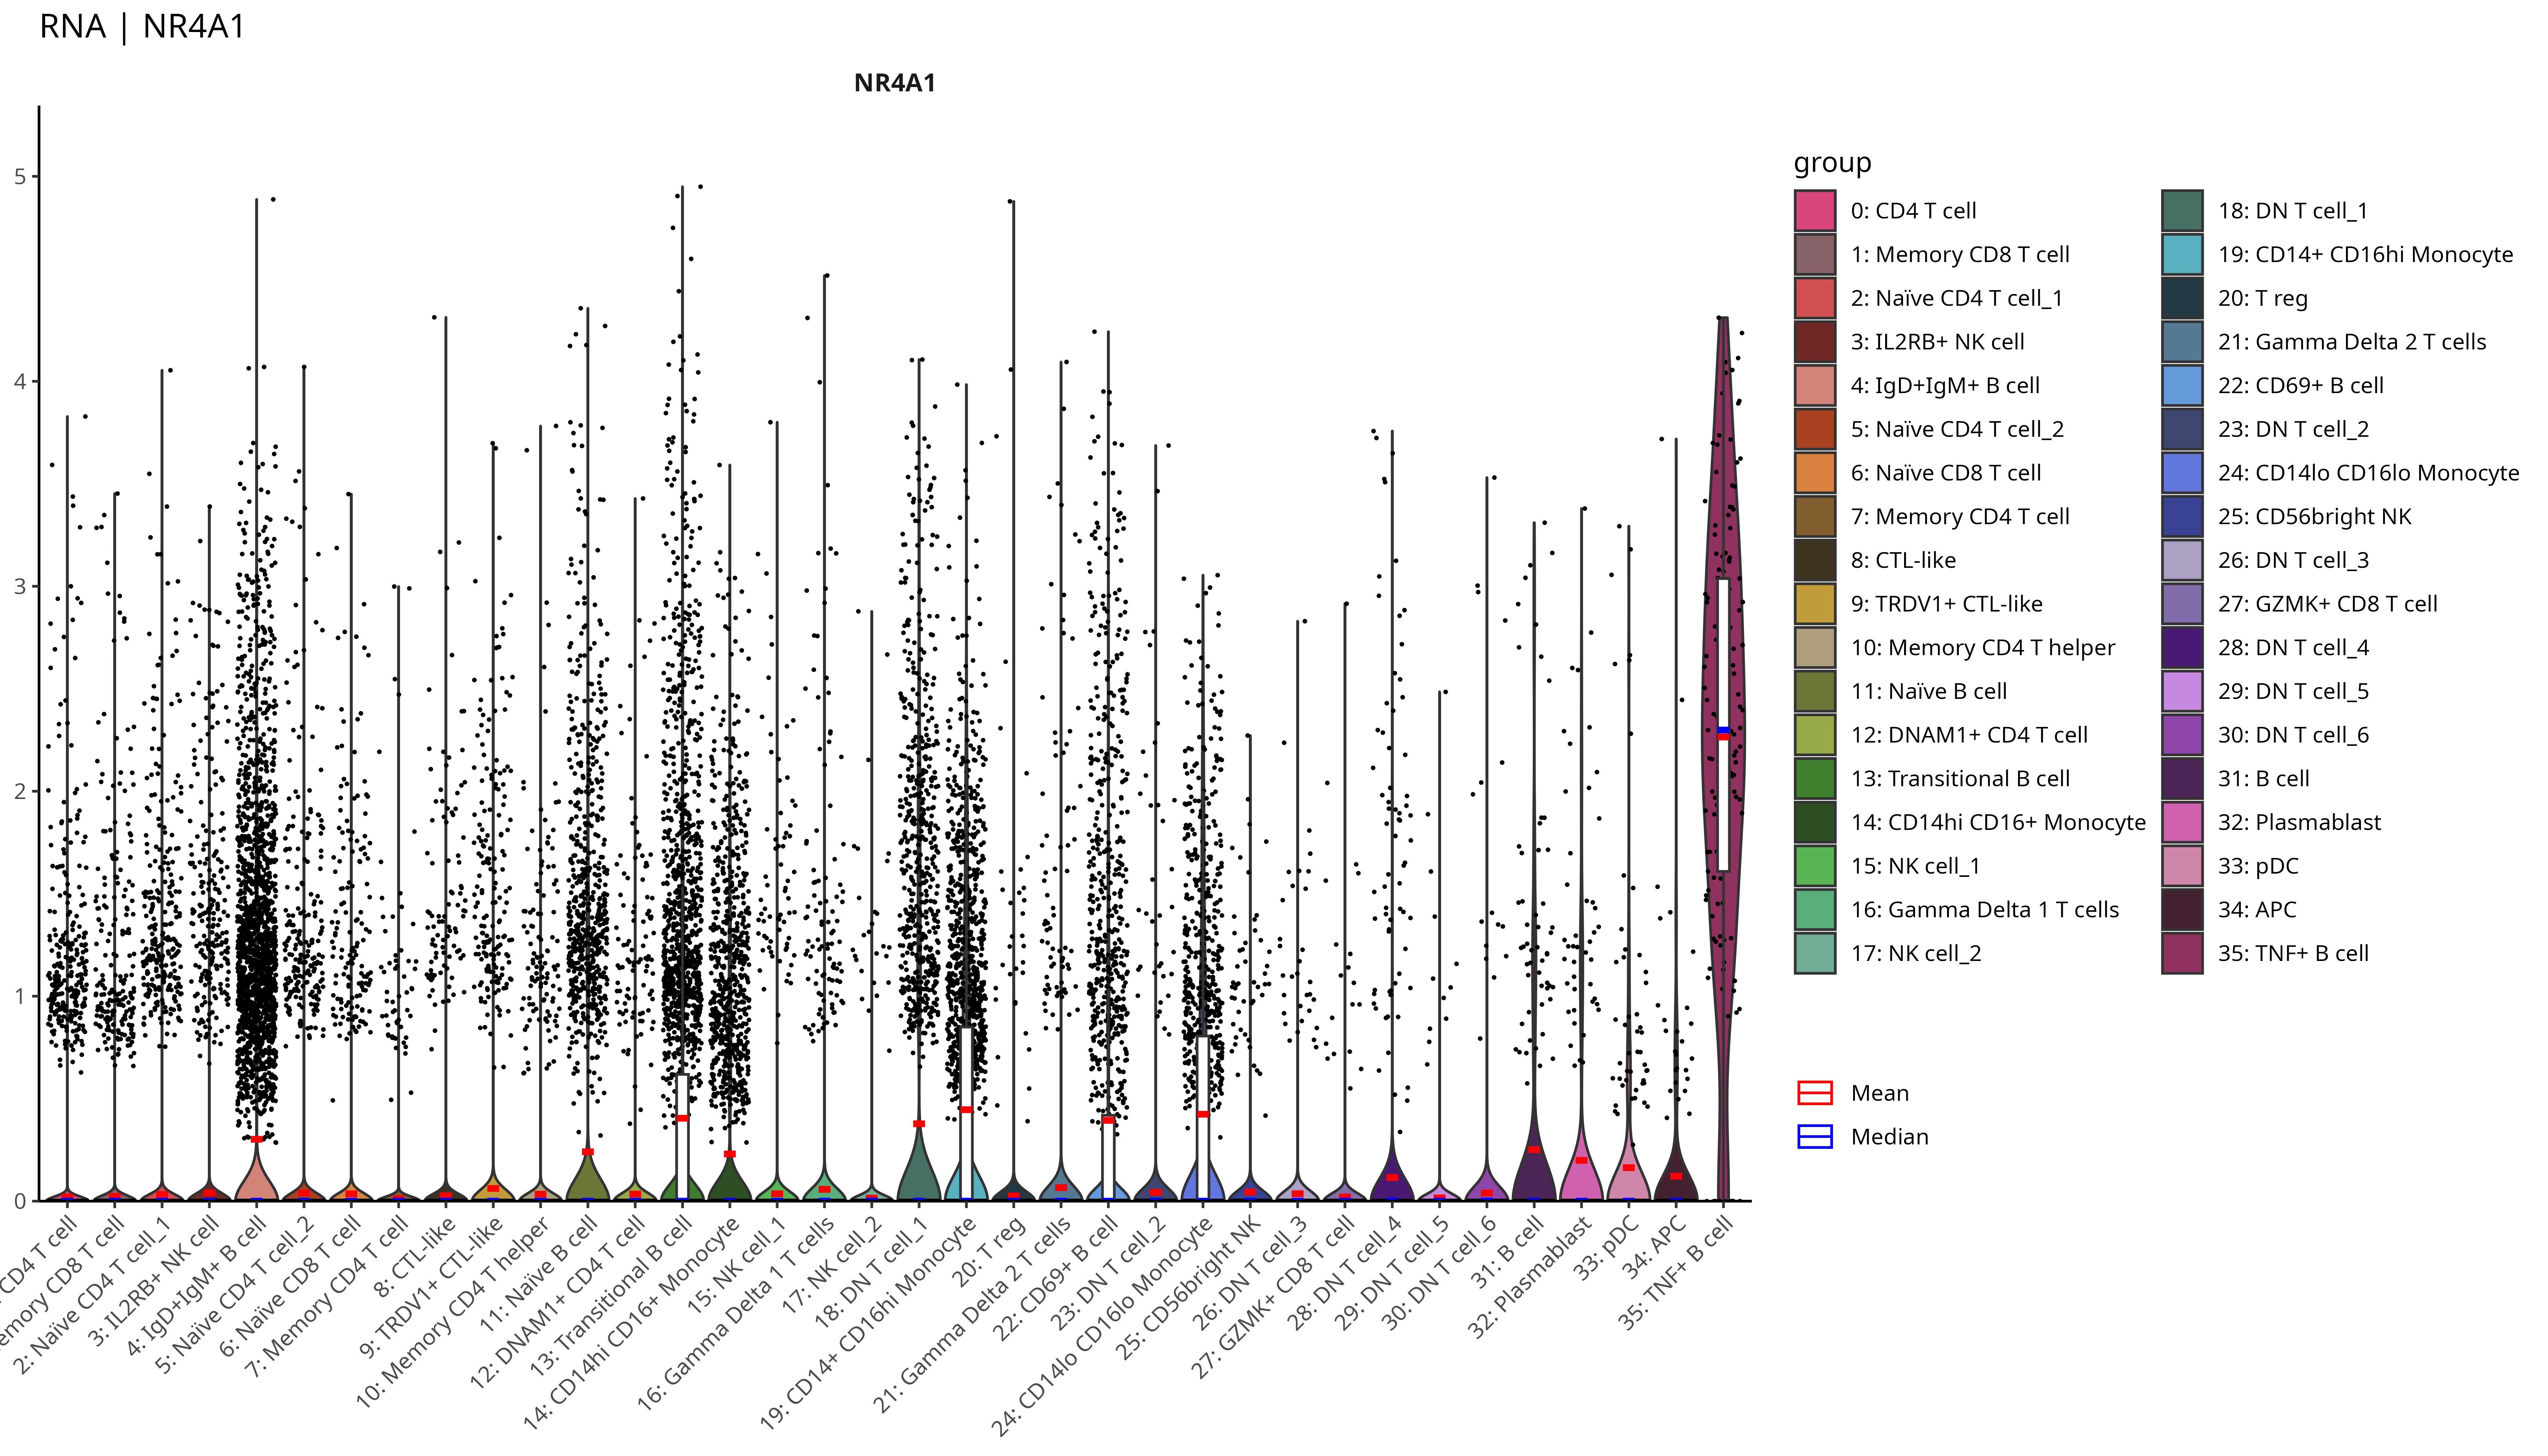 RNA | NR4A1
NR4A1
5
4
3
2
1
0
CD4 T cell
CD8 T cell
2: Naïve CD4 T cell_1
3: IL2RB+ NK cell
4: IgD+IgM+ B cell
5: Naïve CD4 T cell_2
6: Naïve CD8 T cell
7: Memory CD4 T cell
8: CTL-like
9: TRDV1+ CTL-like
10: Memory CD4 T helper
11: Naïve B cell
12: DNAM1+ CD4 T cell
13: Transitional B cell
14: CD14hi CD16+ Monocyte
15: NK cell_1
16: Gamma Delta 1 T cells
17: NK cell_2
18: DN T cell_1
19: CD14+ CD16hi Monocyte
20: T reg
21: Gamma Delta 2 T cells
22: CD69+ B cell
23: DN T cell_2
24: CD14lo CD16lo Monocyte
25: CD56bright NK
26: DN T cell_3
27: GZMK+ CD8 T cell
28: DN T cell_4
29: DN T cell_5
30: DN T cell_6
31: B cell
32: Plasmablast
33: pDC
34: APC
35: TNF+ B cell
group
0: CD4 T cell
1: Memory CD8 T cell
2: Naïve CD4 T cell_1
3: IL2RB+ NK cell
4: IgD+IgM+ B cell
5: Naïve CD4 T cell_2
6: Naïve CD8 T cell
7: Memory CD4 T cell
8: CTL-like
9: TRDV1+ CTL-like
10: Memory CD4 T helper
11: Naïve B cell
12: DNAM1+ CD4 T cell
13: Transitional B cell
14: CD14hi CD16+ Monocyte
15: NK cell_1
16: Gamma Delta 1 T cells
17: NK cell_2
18: DN T cell_1
19: CD14+ CD16hi Monocyte
20: T reg
21: Gamma Delta 2 T cells
22: CD69+ B cell
23: DN T cell_2
24: CD14lo CD16lo Monocyte
25: CD56bright NK
26: DN T cell_3
27: GZMK+ CD8 T cell
28: DN T cell_4
29: DN T cell_5
30: DN T cell_6
31: B cell
32: Plasmablast
33: pDC
34: APC
35: TNF+ B cell
Mean
Median